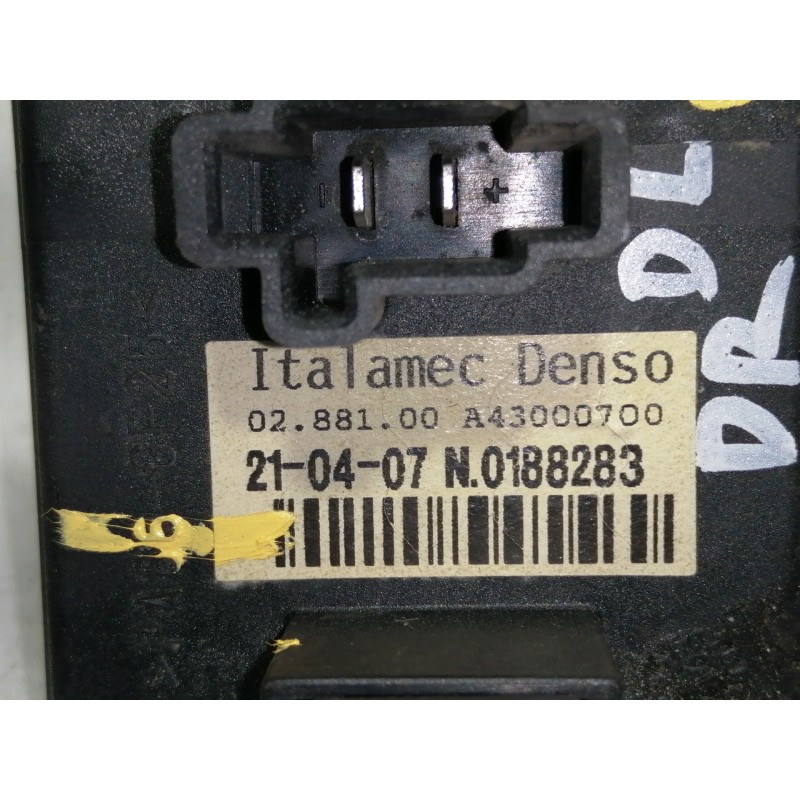 - +
DL
DR
Italamec Denso
02.881.00 A43000700
21-04-07 N.0188283